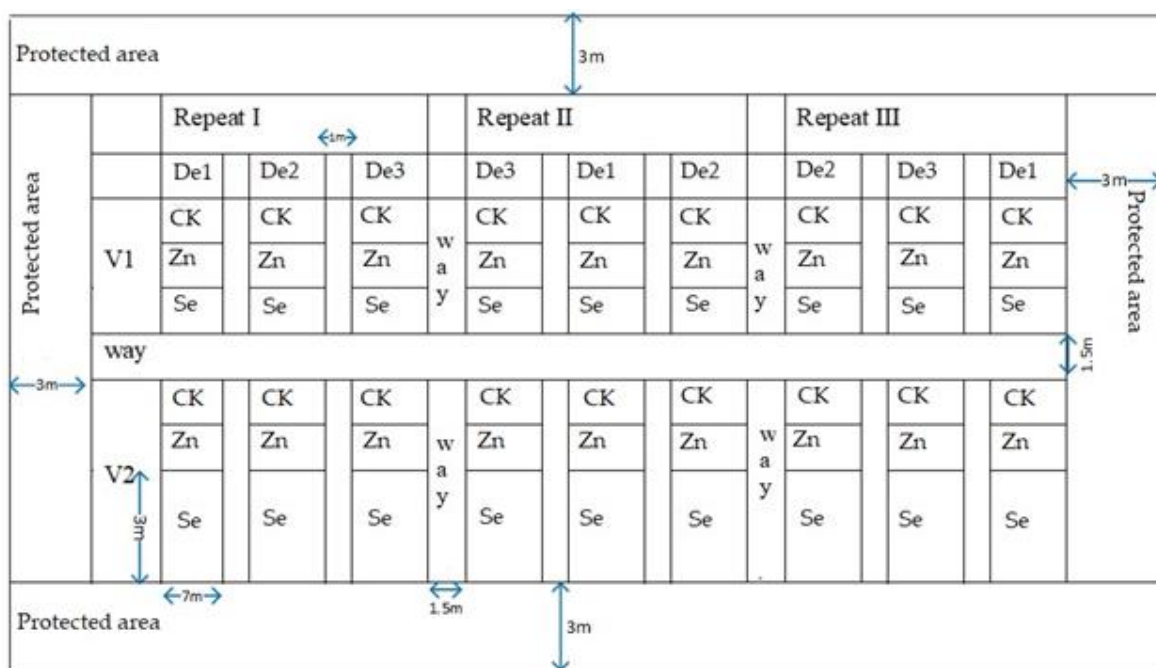 Protected area
3m
Repeat I Repeat II Repeat III
1m
De1 De2 De3 De3 De1 De2 De2 De3 De1
3m
Protected area
Protected area
V1
CK CK CK CK CK CK CK CK CK
Zn Zn Zn Zn Zn Zn Zn Zn Zn
Se Se Se Se Se Se Se Se Se
w
a
y
w
a
y
way
1.5m
3m
V2
CK CK CK CK CK CK CK CK CK
Zn Zn Zn Zn Zn Zn Zn Zn Zn
Se Se Se Se Se Se Se Se Se
w
a
y
w
a
y
3m
7m
1.5m
Protected area
3m